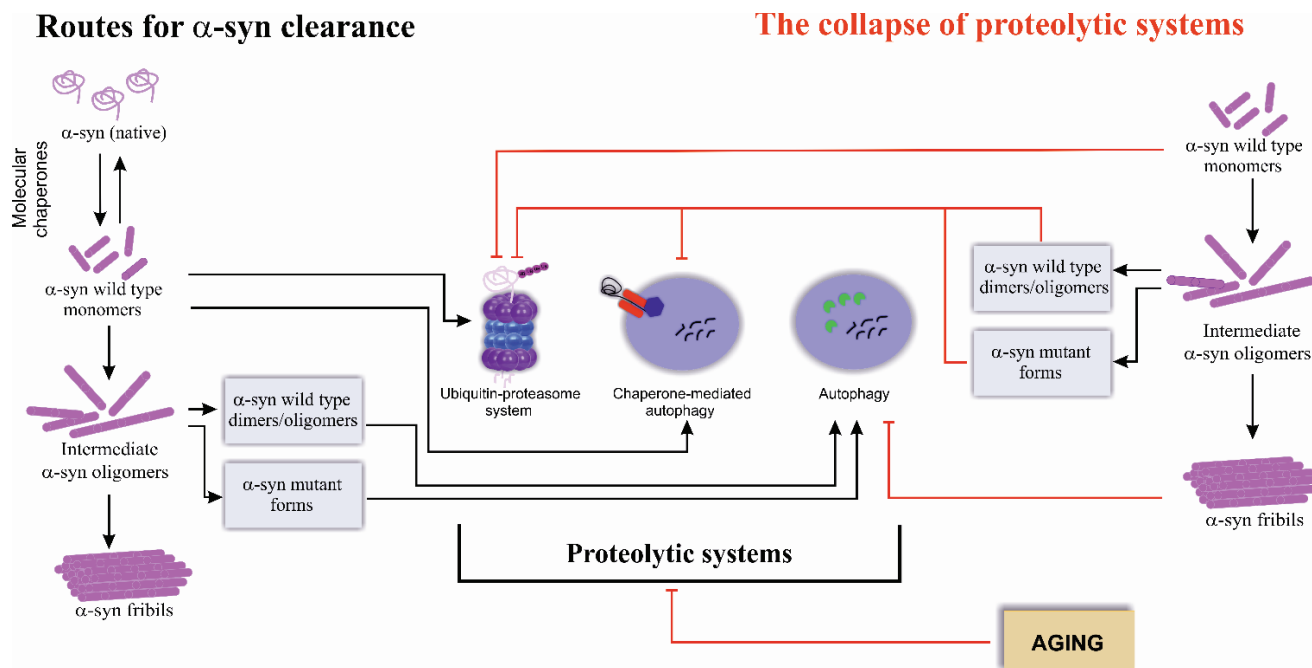 Routes for α-syn clearance
The collapse of proteolytic systems
α-syn (native)
Molecular
chaperones
α-syn wild type
monomers
Intermediate
α-syn oligomers
α-syn fribils
α-syn wild type
dimers/oligomers
α-syn mutant
forms
Ubiquitin-proteasome
system
Chaperone-mediated
autophagy
Autophagy
Proteolytic systems
α-syn wild type
dimers/oligomers
α-syn mutant
forms
α-syn wild type
monomers
Intermediate
α-syn oligomers
α-syn fribils
AGING